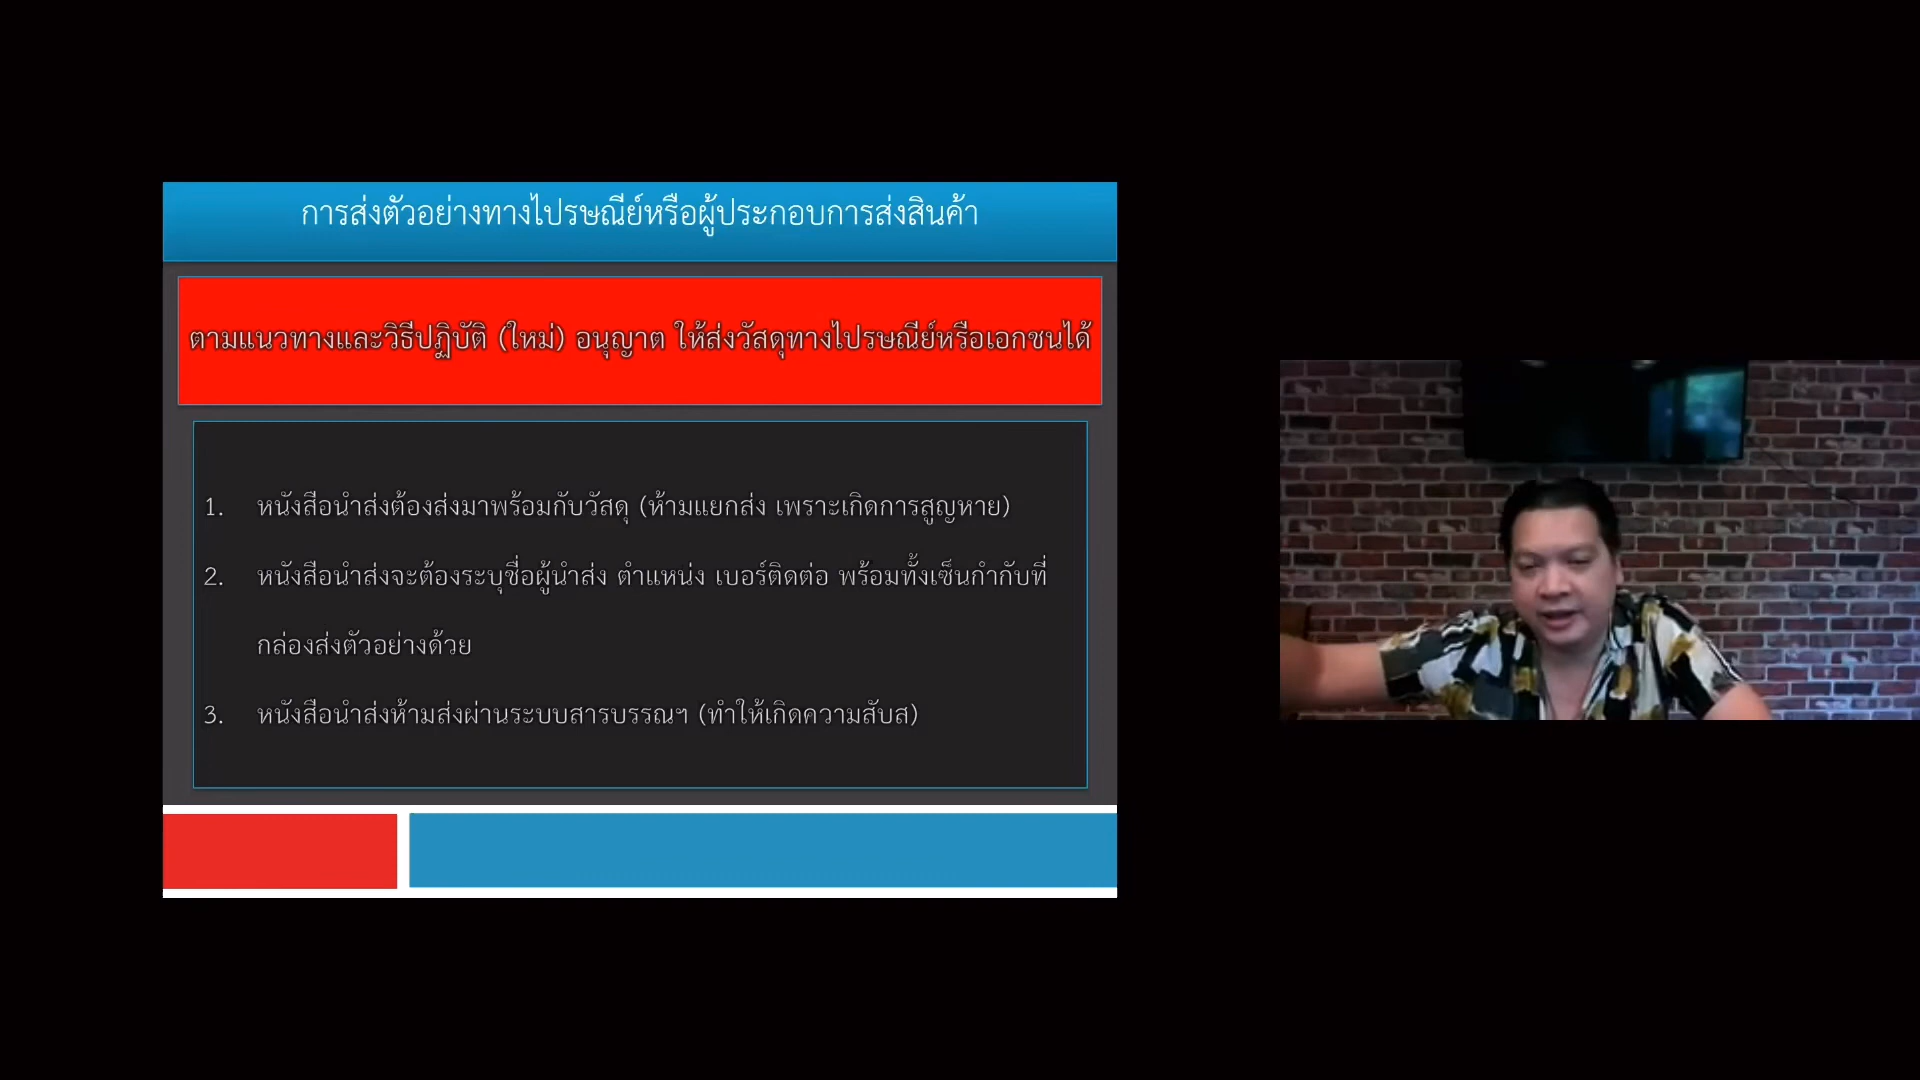 การส่งตัวอย่างทางไปรษณีย์หรือผู้ประกอบการส่งสินค้า
ตามแนวทางและวิธีปฏิบัติ (ใหม่) อนุญาต ให้ส่งวัสดุทางไปรษณีย์หรือเอกชนได้
1. หนังสือนำส่งต้องส่งมาพร้อมกับวัสดุ (ห้ามแยกส่ง เพราะเกิดการสูญหาย)
2. หนังสือนำส่งจะต้องระบุชื่อผู้นำส่ง ตำแหน่ง เบอร์ติดต่อ พร้อมทั้งเซ็นกำกับที่
กล่องส่งตัวอย่างด้วย
3. หนังสือนำส่งห้ามส่งผ่านระบบสารบรรณฯ (ทำให้เกิดความสับส)